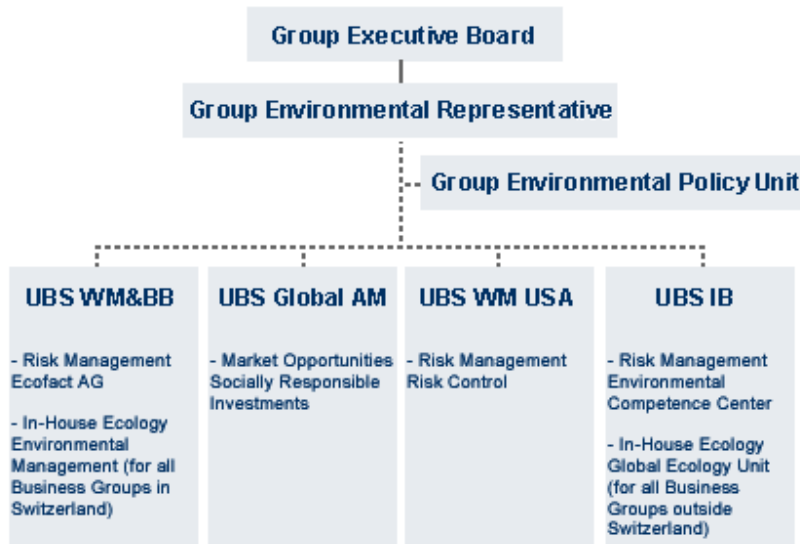 Group Executive Board
Group Environmental Representative
Group Environmental Policy Unit
UBS WM&BB
- Risk Management
Ecofact AG
- In-House Ecology
Environmental
Management (for all
Business Groups in
Switzerland)
UBS Global AM
- Market Opportunities
Socially Responsible
Investments
UBS WM USA
- Risk Management
Risk Control
UBS IB
- Risk Management
Environmental
Competence Center
- In-House Ecology
Global Ecology Unit
(for all Business
Groups outside
Switzerland)